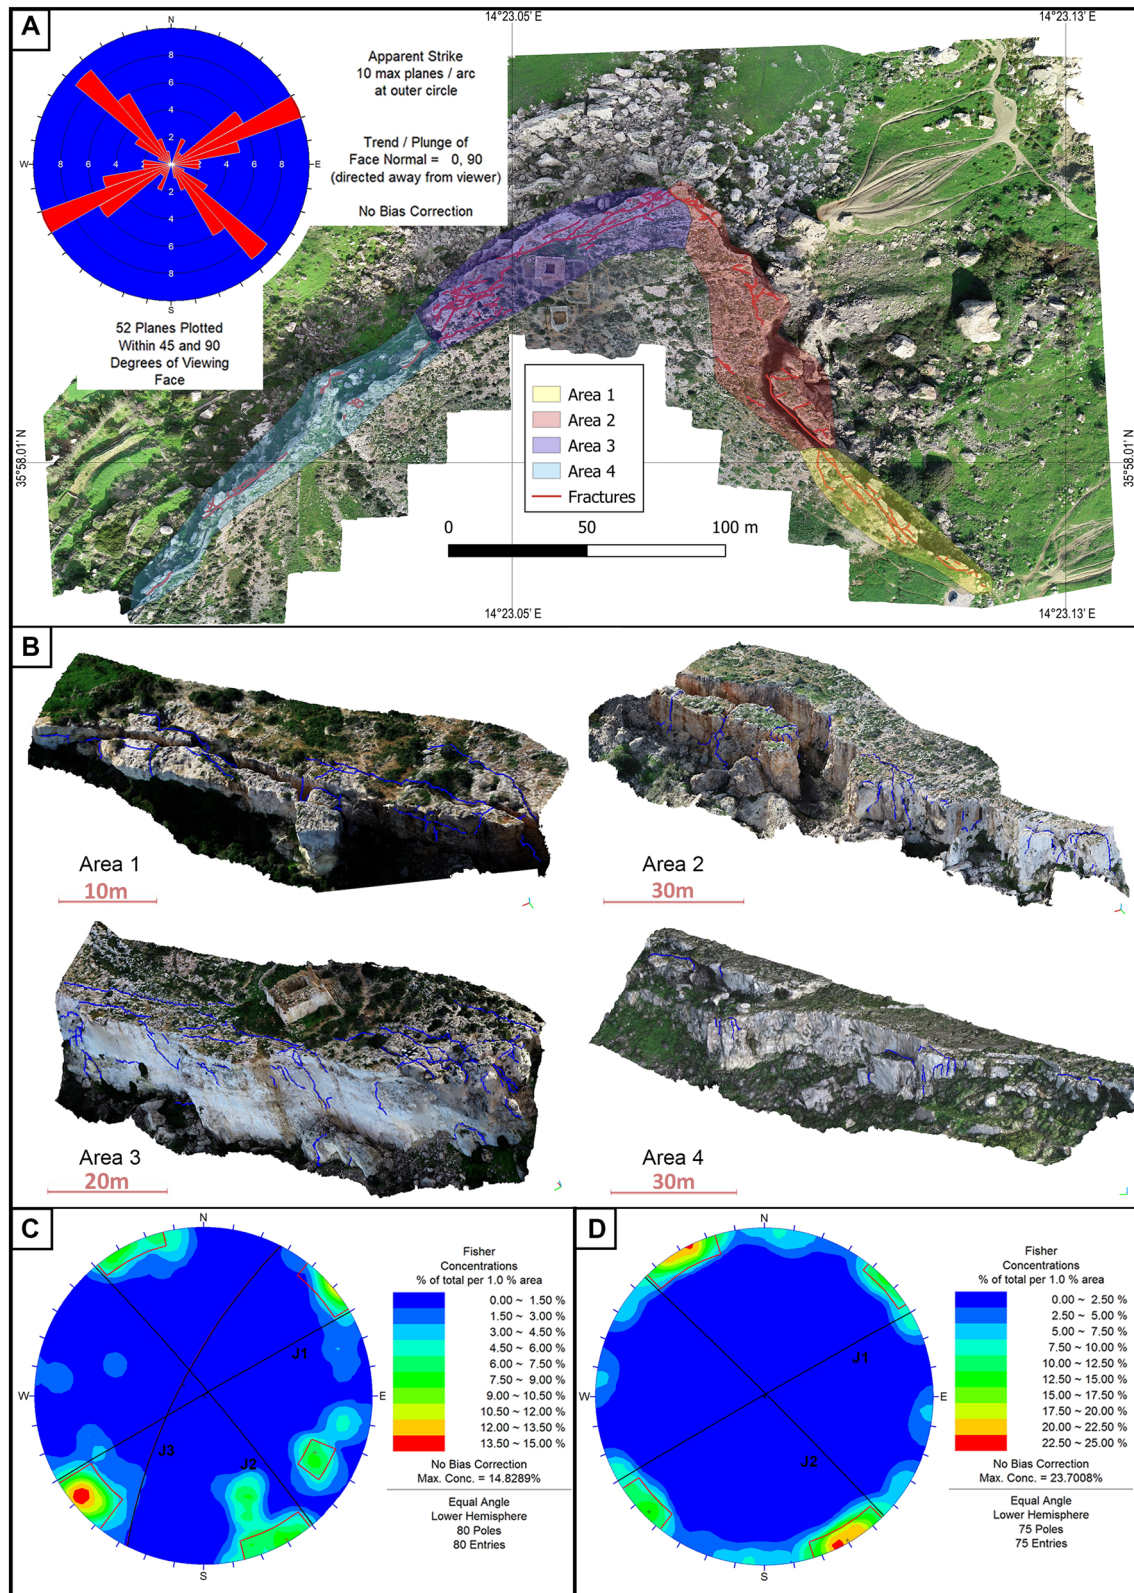 A
N
8
6
4
2
W
8
6
4
2
2
4
6
8
E
2
4
6
8
S
Apparent Strike
10 max planes / arc
at outer circle
Trend / Plunge of
Face Normal = 0, 90
(directed away from viewer)
No Bias Correction
52 Planes Plotted
Within 45 and 90
Degrees of Viewing
Face
14°23.05' E
14°23.13' E
35°58.01' N
35°58.01' N
Area 1
Area 2
Area 3
Area 4
Fractures
0
50
100 m
14°23.05' E
14°23.13' E
B
Area 1
10m
Area 2
30m
Area 3
20m
Area 4
30m
C
N
W
E
S
J1
J2
J3
Fisher
Concentrations
% of total per 1.0 % area
0.00 ~ 1.50 %
1.50 ~ 3.00 %
3.00 ~ 4.50 %
4.50 ~ 6.00 %
6.00 ~ 7.50 %
7.50 ~ 9.00 %
9.00 ~ 10.50 %
10.50 ~ 12.00 %
12.00 ~ 13.50 %
13.50 ~ 15.00 %
No Bias Correction
Max. Conc. = 14.8289%
Equal Angle
Lower Hemisphere
80 Poles
80 Entries
D
N
W
E
S
J1
J2
Fisher
Concentrations
% of total per 1.0 % area
0.00 ~ 2.50 %
2.50 ~ 5.00 %
5.00 ~ 7.50 %
7.50 ~ 10.00 %
10.00 ~ 12.50 %
12.50 ~ 15.00 %
15.00 ~ 17.50 %
17.50 ~ 20.00 %
20.00 ~ 22.50 %
22.50 ~ 25.00 %
No Bias Correction
Max. Conc. = 23.7008%
Equal Angle
Lower Hemisphere
75 Poles
75 Entries